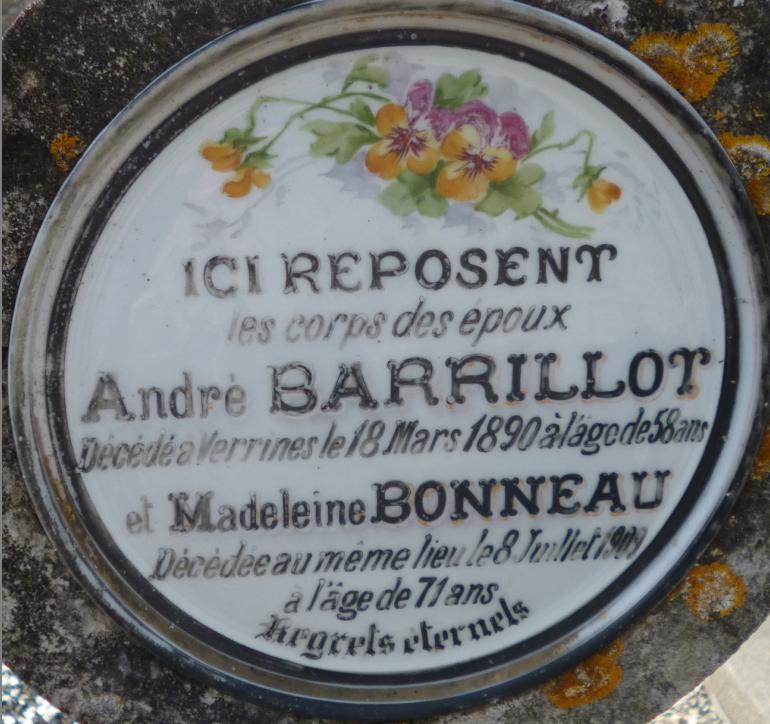 ICI REPOSENT
les corps des époux
André BARRILLOT
Décédé a Verrines le 18 Mars 1890 à l'âge de 58 ans
et Madeleine BONNEAU
Décédée au même lieu le 8 Juillet 1909
à l'âge de 71 ans
Regrets éternels